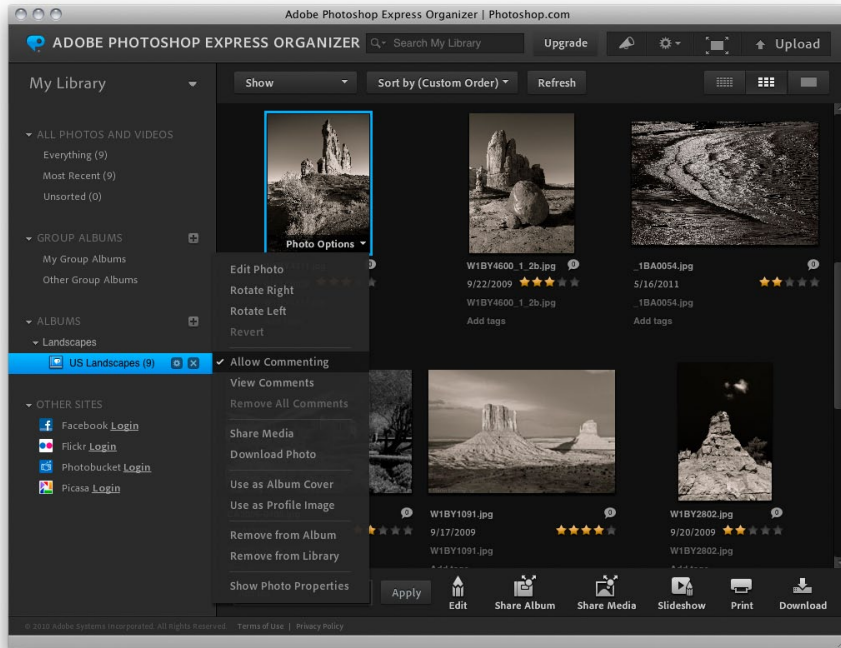 Adobe Photoshop Express Organizer | Photoshop.com
ADOBE PHOTOSHOP EXPRESS ORGANIZER
Search My Library
Upgrade
Upload
My Library
Show
Sort by (Custom Order)
Refresh
ALL PHOTOS AND VIDEOS
Everything (9)
Most Recent (9)
Unsorted (0)
GROUP ALBUMS
My Group Albums
Other Group Albums
ALBUMS
Landscapes
US Landscapes (9)
OTHER SITES
Facebook Login
Flickr Login
Photobucket Login
Picasa Login
Photo Options
Edit Photo
Rotate Right
Rotate Left
Revert
Allow Commenting
View Comments
Remove All Comments
Share Media
Download Photo
Use as Album Cover
Use as Profile Image
Remove from Album
Remove from Library
Show Photo Properties
W1BY4600_1_2b.jpg 0
9/22/2009
W1BY4600_1_2b.jpg
Add tags
_1BA0054.jpg 0
5/16/2011
_1BA0054.jpg
Add tags
W1BY1091.jpg 0
9/17/2009
W1BY1091.jpg
W1BY2802.jpg 0
9/20/2009
W1BY2802.jpg
Apply
Edit
Share Album
Share Media
Slideshow
Print
Download
© 2010 Adobe Systems Incorporated. All Rights Reserved. Terms of Use | Privacy Policy